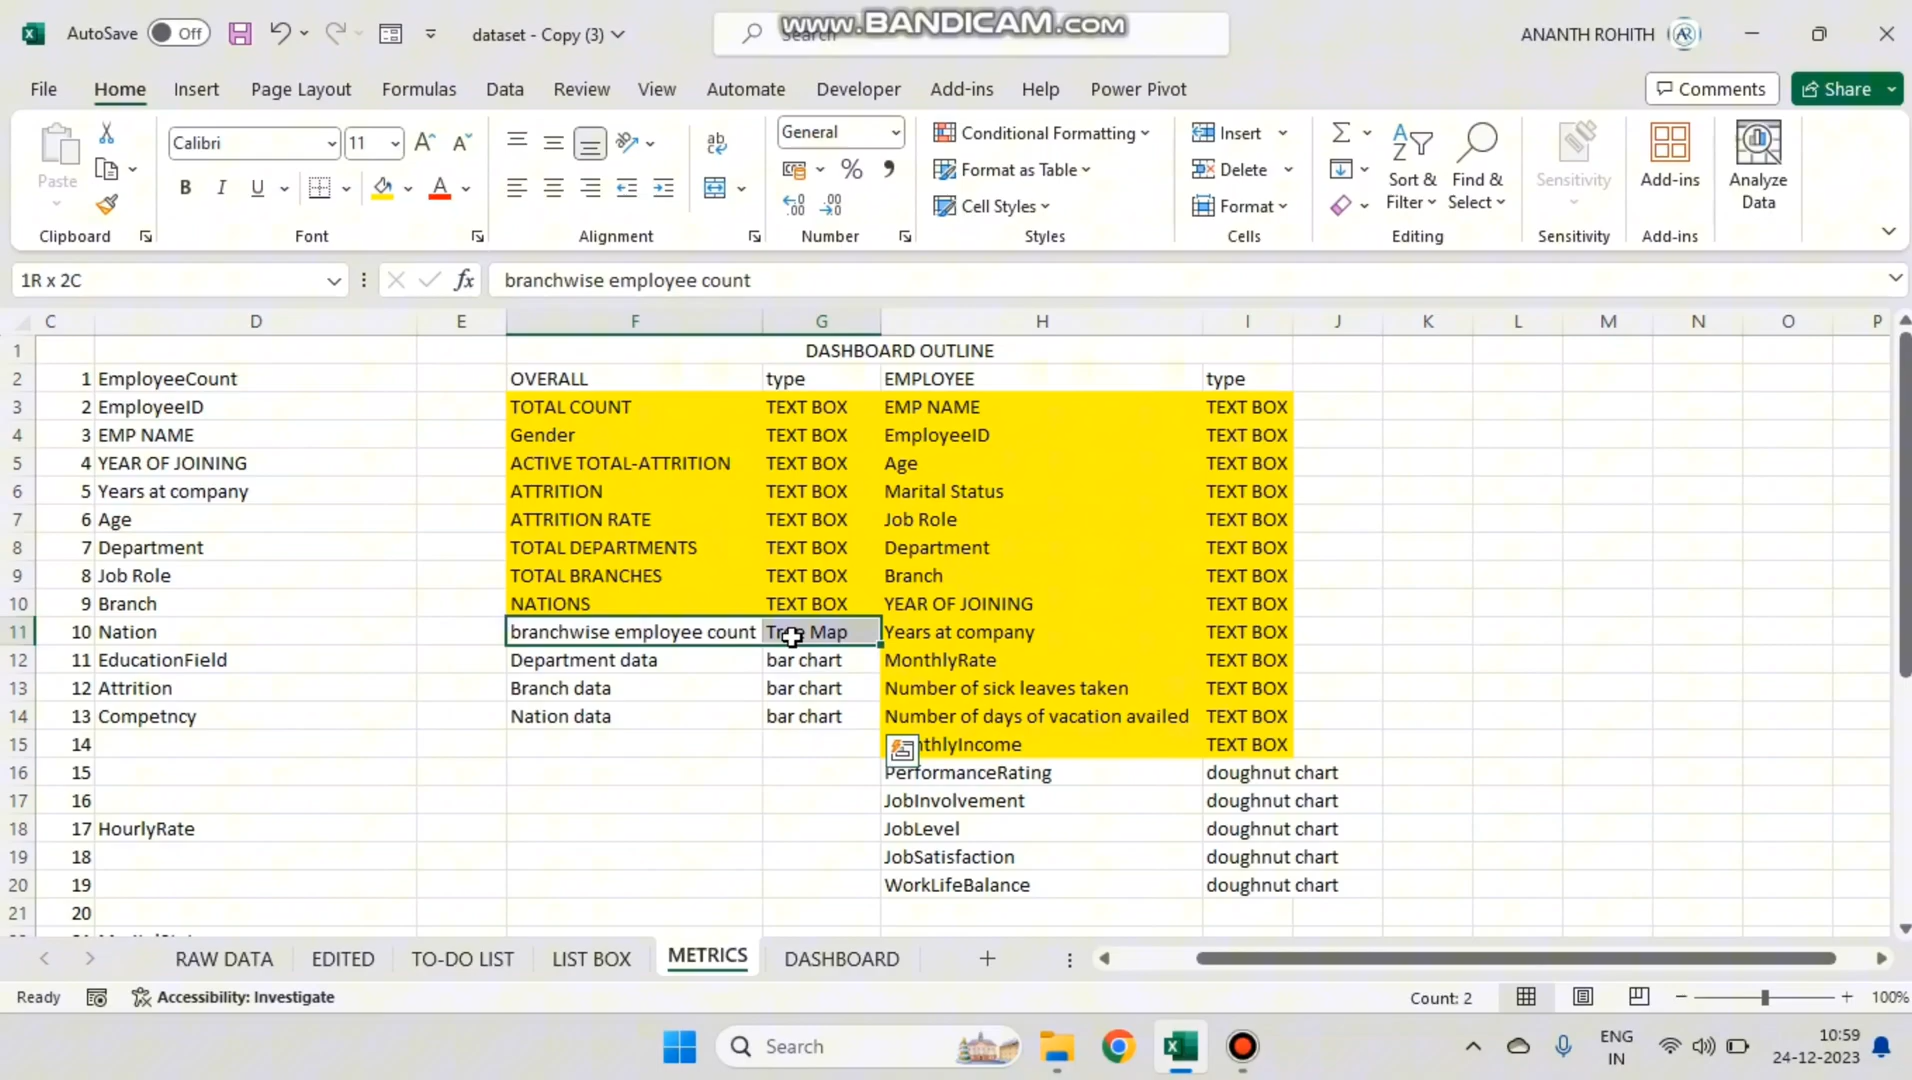 AutoSave Off dataset - Copy (3) Search www.BANDICAM.com ANANTH ROHITH AR
File Home Insert Page Layout Formulas Data Review View Automate Developer Add-ins Help Power Pivot Comments Share
Paste Calibri 11 General Conditional Formatting Insert Sort & Filter Find & Select Sensitivity Add-ins Analyze Data
Format as Table Delete
Cell Styles Format
Clipboard Font Alignment Number Styles Cells Editing Sensitivity Add-ins
1R x 2C fx branchwise employee count
C D E F G H I J K L M N O P
1 DASHBOARD OUTLINE
2 1 EmployeeCount OVERALL type EMPLOYEE type
3 2 EmployeeID TOTAL COUNT TEXT BOX EMP NAME TEXT BOX
4 3 EMP NAME Gender TEXT BOX EmployeeID TEXT BOX
5 4 YEAR OF JOINING ACTIVE TOTAL-ATTRITION TEXT BOX Age TEXT BOX
6 5 Years at company ATTRITION TEXT BOX Marital Status TEXT BOX
7 6 Age ATTRITION RATE TEXT BOX Job Role TEXT BOX
8 7 Department TOTAL DEPARTMENTS TEXT BOX Department TEXT BOX
9 8 Job Role TOTAL BRANCHES TEXT BOX Branch TEXT BOX
10 9 Branch NATIONS TEXT BOX YEAR OF JOINING TEXT BOX
11 10 Nation branchwise employee count Map Years at company TEXT BOX
12 11 EducationField Department data bar chart MonthlyRate TEXT BOX
13 12 Attrition Branch data bar chart Number of sick leaves taken TEXT BOX
14 13 Competncy Nation data bar chart Number of days of vacation availed TEXT BOX
15 14 TEXT BOX
16 15 PerformanceRating doughnut chart
17 16 JobInvolvement doughnut chart
18 17 HourlyRate JobLevel doughnut chart
19 18 JobSatisfaction doughnut chart
20 19 WorkLifeBalance doughnut chart
21 20
RAW DATA EDITED TO-DO LIST LIST BOX METRICS DASHBOARD
Ready Accessibility: Investigate Count: 2 100%
Search ENG IN 10:59 24-12-2023